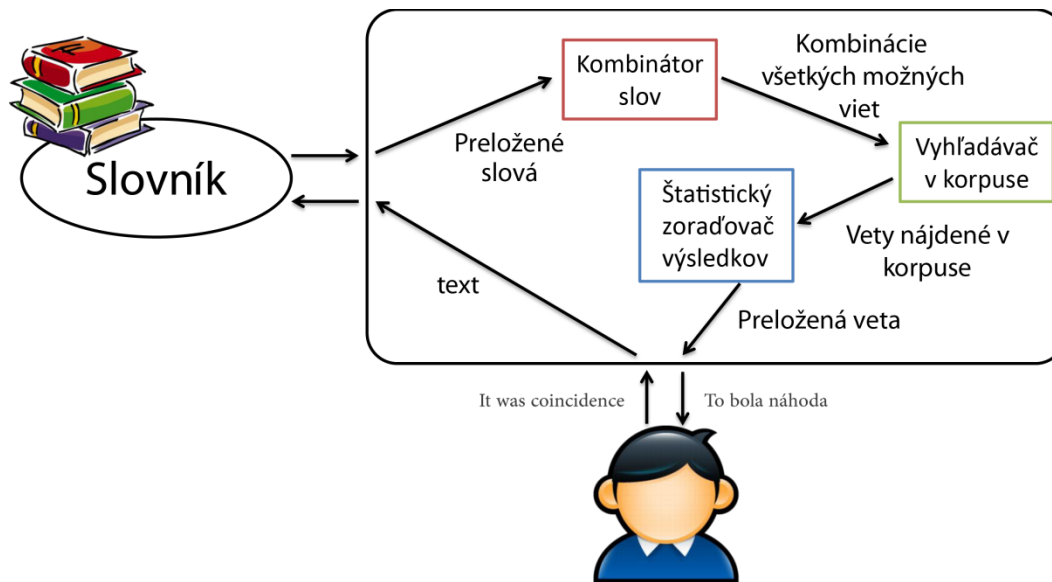 Slovník
Kombinátor
slov
Kombinácie
všetkých možných
viet
Preložené
slová
Vyhľadávač
v korpuse
Štatistický
zoraďovač
výsledkov
Vety nájdené v
korpuse
text
Preložená veta
It was coincidence
To bola náhoda